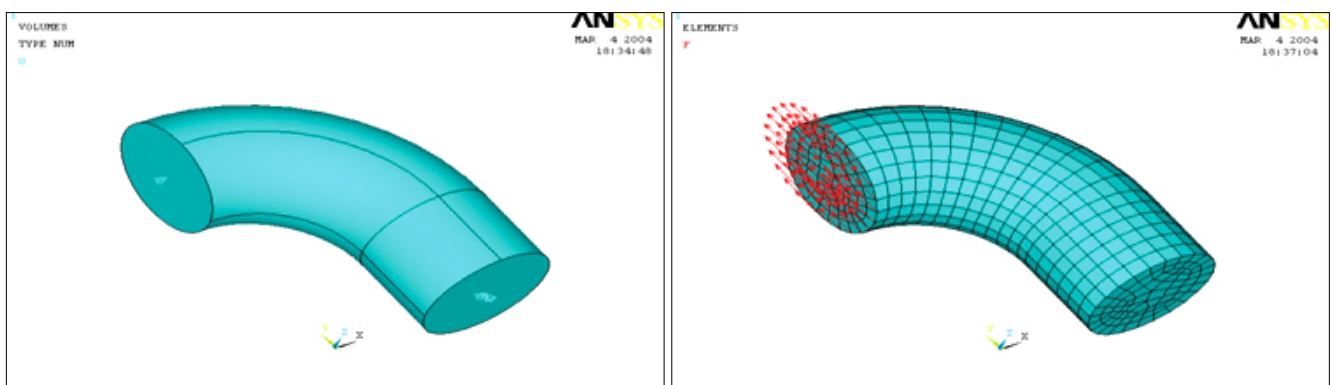 VOLUMES
TYPE NUM
ANSYS
MAR 4 2004
18:34:48
Y
Z
X
ELEMENTS
F
ANSYS
MAR 4 2004
18:37:04
Y
Z
X